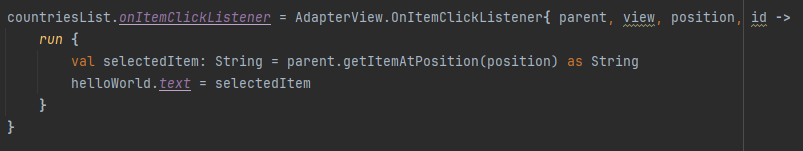 countriesList.onItemClickListener = AdapterView.OnItemClickListener{ parent, view, position, id ->
    run {
        val selectedItem: String = parent.getItemAtPosition(position) as String
        helloWorld.text = selectedItem
    }
}